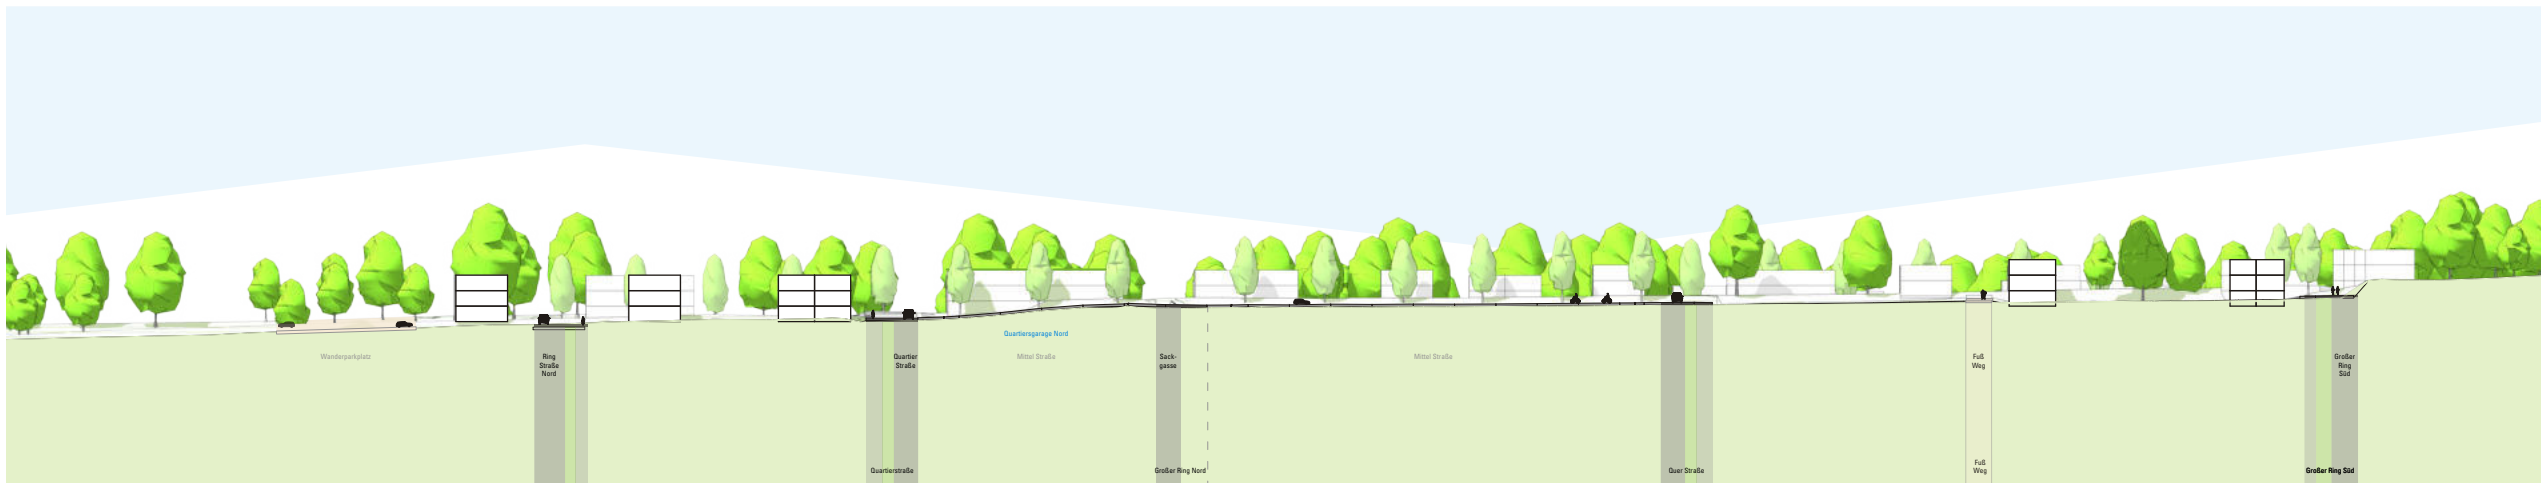 Quartiersgarage Nord
Wanderparkplatz
Ring
Straße
Nord
Quartier
Straße
Mittel Straße
Sack-
gasse
Mittel Straße
Fuß
Weg
Großer
Ring
Süd
Quartierstraße
Großer Ring Nord
Quer Straße
Fuß
Weg
Großer Ring Süd